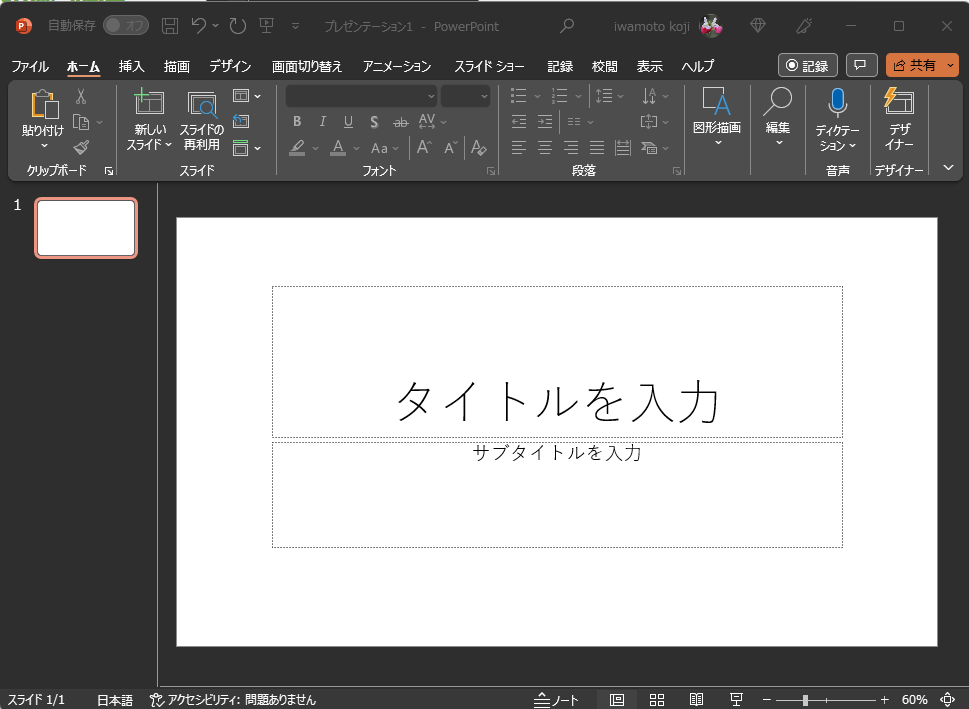 自動保存 オフ プレゼンテーション1 - PowerPoint iwamoto koji
ファイル ホーム 挿入 描画 デザイン 画面切り替え アニメーション スライド ショー 記録 校閲 表示 ヘルプ 記録 共有
貼り付け 新しい スライドの B I U S ab AV 図形描画 編集 ディクテー デザ
スライド 再利用 A Aa A A ション イナー
クリップボード スライド フォント 段落 音声 デザイナー
1
タイトルを入力
サブタイトルを入力
スライド 1/1 日本語 アクセシビリティ: 問題ありません ノート 60%